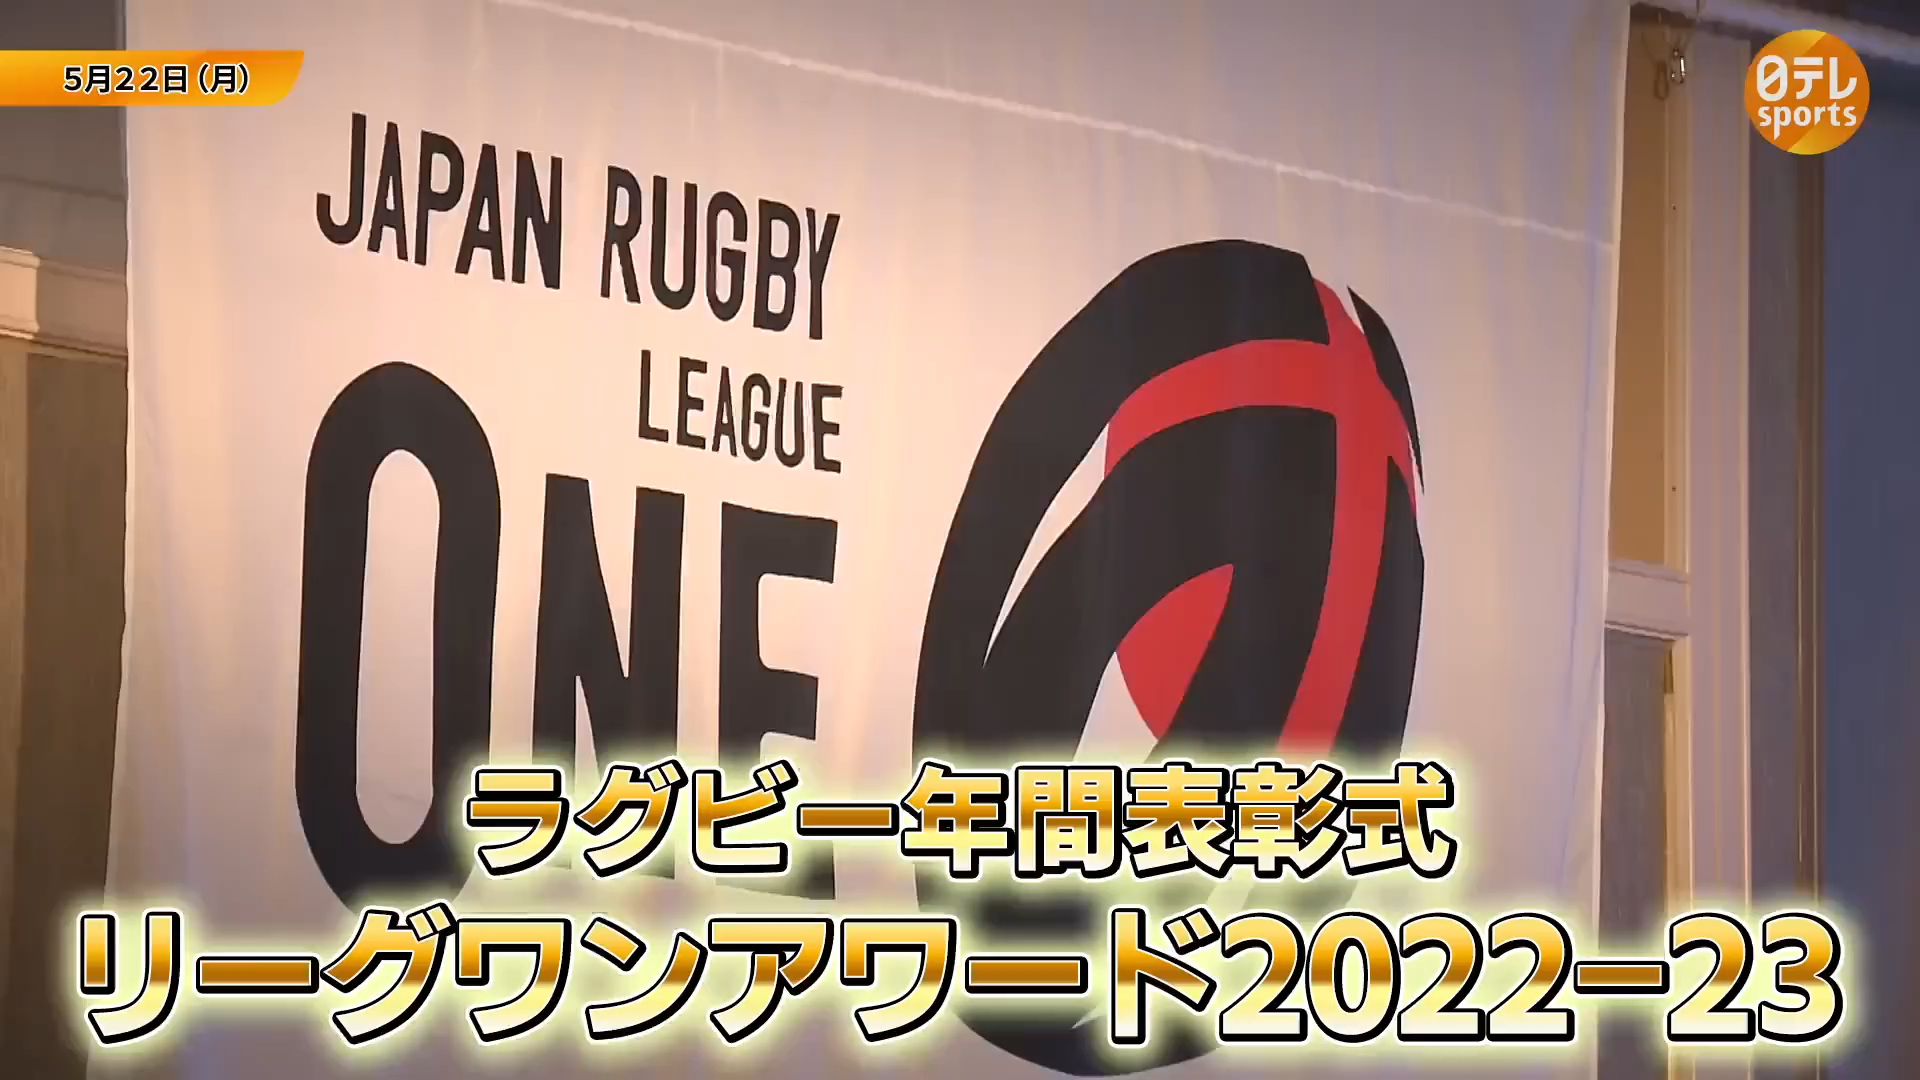 5月22日（月）
日テレ
sports
JAPAN RUGBY
LEAGUE
ONE
ラグビー年間表彰式
リーグワンアワード2022−23